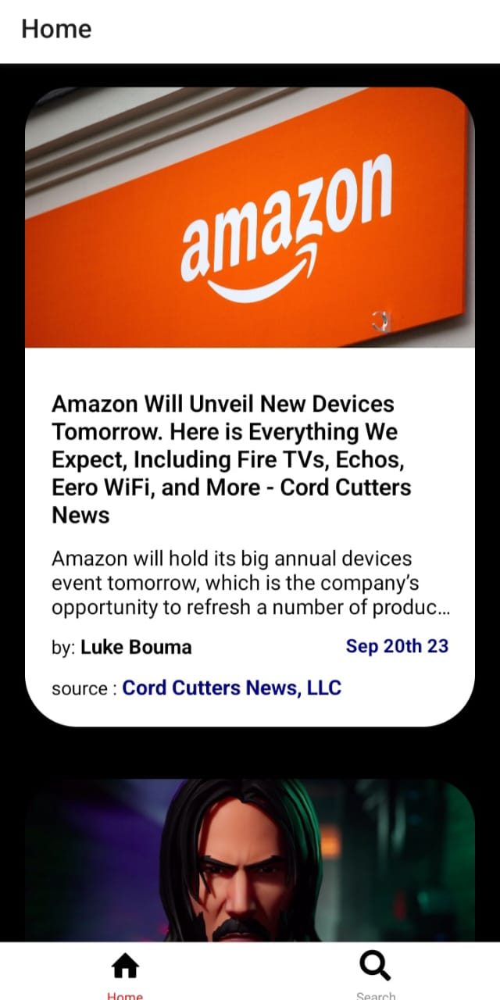 Home
amazon
Amazon Will Unveil New Devices
Tomorrow. Here is Everything We
Expect, Including Fire TVs, Echos,
Eero WiFi, and More - Cord Cutters
News
Amazon will hold its big annual devices
event tomorrow, which is the company's
opportunity to refresh a number of produc...
by: Luke Bouma Sep 20th 23
source : Cord Cutters News, LLC
Home Search